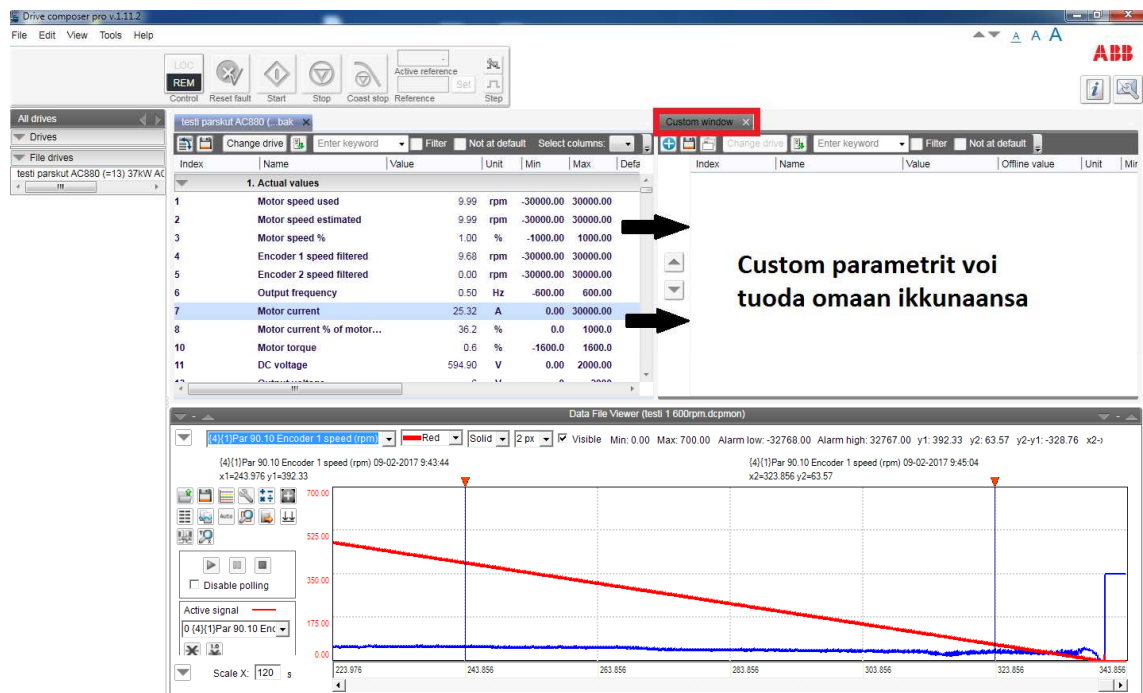 Drive composer pro v.1.11.2
File Edit View Tools Help
A A A
ABB
LOC
REM
Active reference
-
Set
Control Reset fault Start Stop Coast stop Reference Step
All drives
Drives
File drives
testi parskut AC880 (=13) 37kW AC
testi parskut AC880 (...bak x
Change drive Enter keyword Filter Not at default Select columns:
Index Name Value Unit Min Max Defa
1. Actual values
1 Motor speed used 9.99 rpm -30000.00 30000.00
2 Motor speed estimated 9.99 rpm -30000.00 30000.00
3 Motor speed % 1.00 % -1000.00 1000.00
4 Encoder 1 speed filtered 9.68 rpm -30000.00 30000.00
5 Encoder 2 speed filtered 0.00 rpm -30000.00 30000.00
6 Output frequency 0.50 Hz -600.00 600.00
7 Motor current 25.32 A 0.00 30000.00
8 Motor current % of motor... 36.2 % 0.0 1000.0
10 Motor torque 0.6 % -1600.0 1600.0
11 DC voltage 594.90 V 0.00 2000.00
Custom window x
Change drive Enter keyword Filter Not at default
Index Name Value Offline value Unit Mir
Custom parametrit voi
tuoda omaan ikkunaansa
Data File Viewer (testi 1 600rpm.dcpmon)
{4}{1}Par 90.10 Encoder 1 speed (rpm) Red Solid 2 px Visible Min: 0.00 Max: 700.00 Alarm low: -32768.00 Alarm high: 32767.00 y1: 392.33 y2: 63.57 y2-y1: -328.76 x2-x
{4}{1}Par 90.10 Encoder 1 speed (rpm) 09-02-2017 9:43:44 {4}{1}Par 90.10 Encoder 1 speed (rpm) 09-02-2017 9:45:04
x1=243.976 y1=392.33 x2=323.856 y2=63.57
Auto
Disable polling
Active signal
0 {4}{1}Par 90.10 Enc
Scale X: 120 s
700.00
525.00
350.00
175.00
0.00
223.976 243.856 263.856 283.856 303.856 323.856 343.856